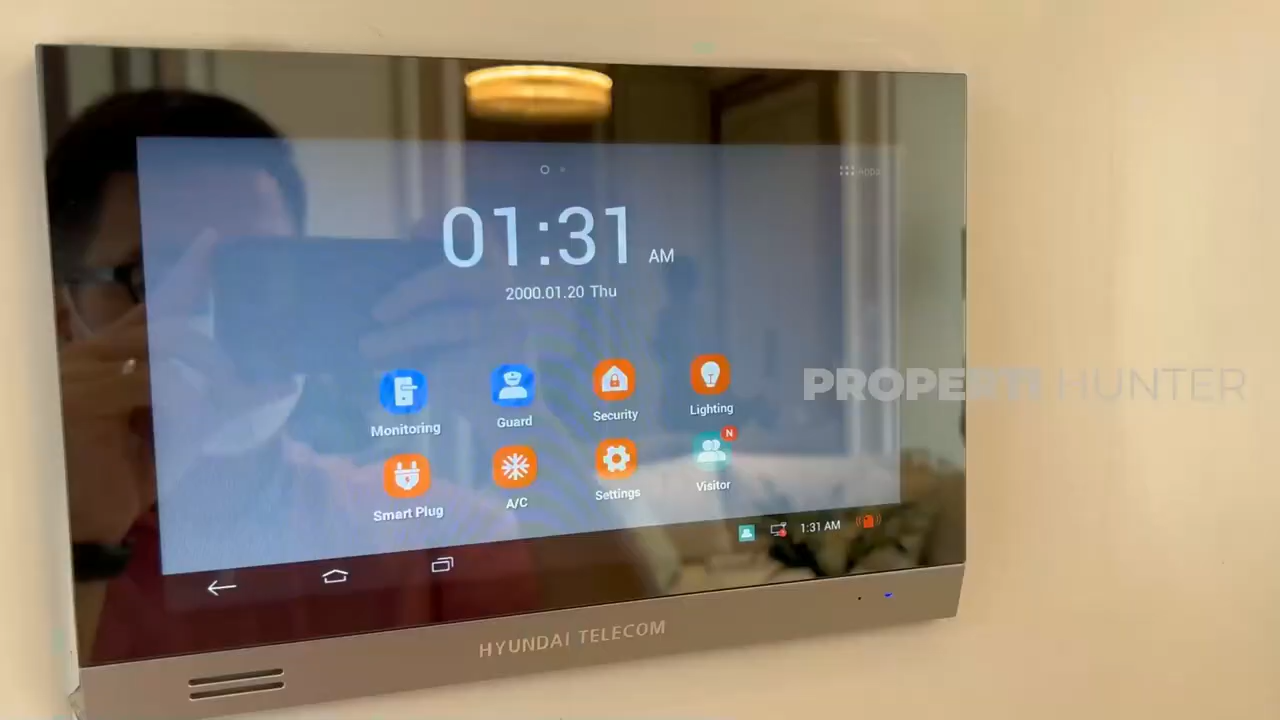 Apps
01:31 AM
2000.01.20 Thu
Monitoring
Guard
Security
Lighting
N
Smart Plug
A/C
Settings
Visitor
1:31 AM
HYUNDAI TELECOM
PROPERTI HUNTER